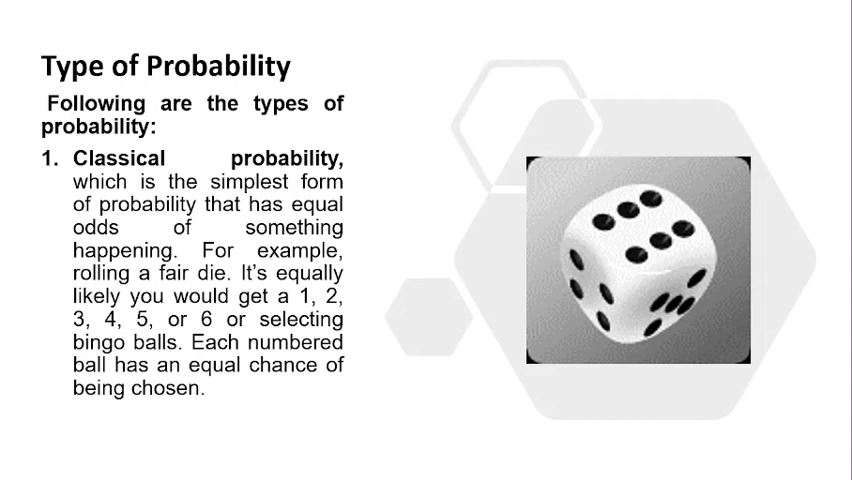 Type of Probability
Following are the types of
probability:
1. Classical probability,
which is the simplest form
of probability that has equal
odds of something
happening. For example,
rolling a fair die. It’s equally
likely you would get a 1, 2,
3, 4, 5, or 6 or selecting
bingo balls. Each numbered
ball has an equal chance of
being chosen.